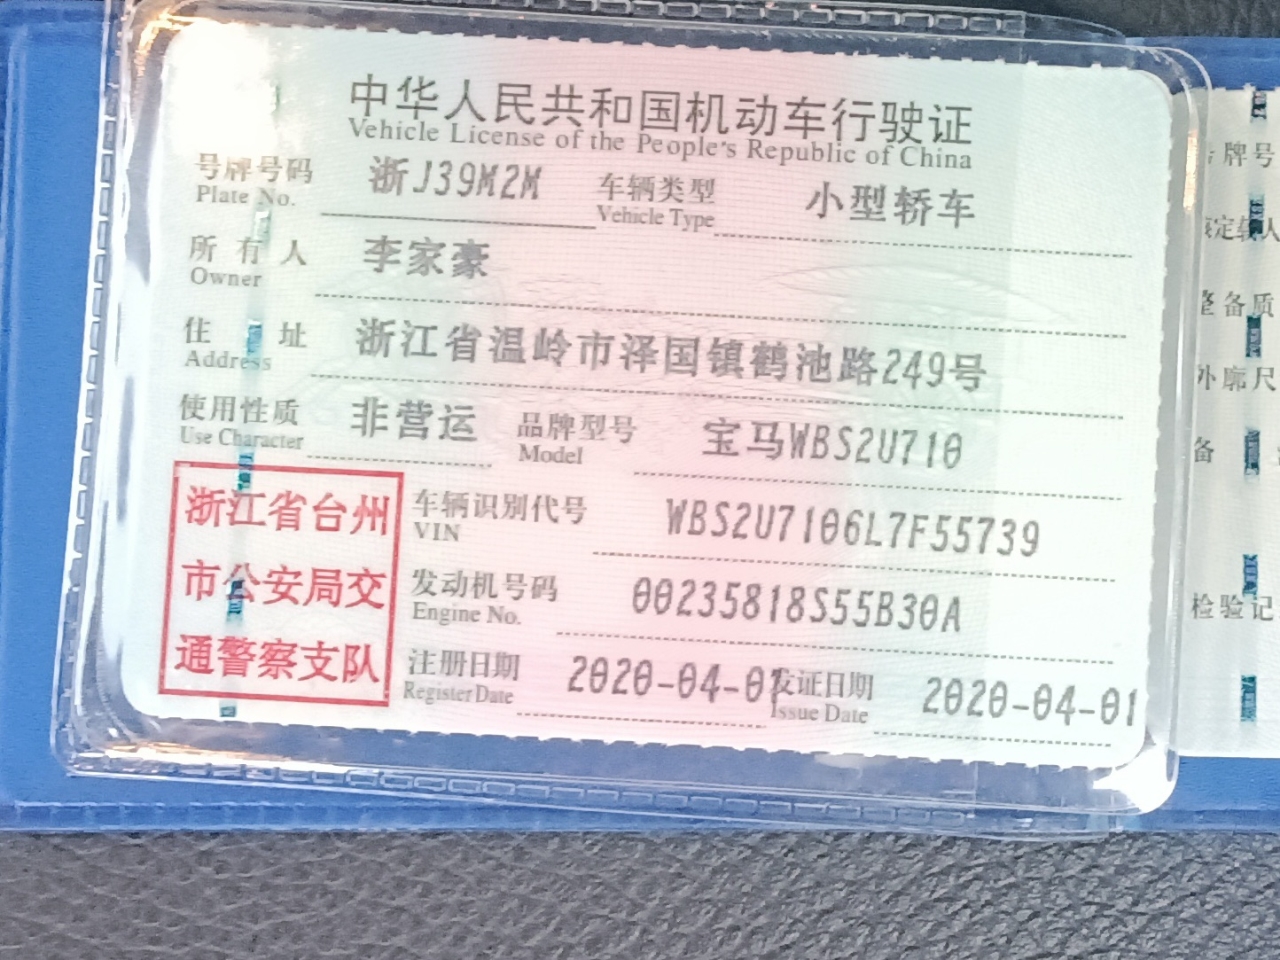 中华人民共和国机动车行驶证
Vehicle License of the People's Republic of China
号牌号码 浙J39M2M 车辆类型 小型轿车
Plate No. Vehicle Type
所有人 李家豪
Owner
住址 浙江省温岭市泽国镇鹤池路249号
Address
使用性质 非营运 品牌型号 宝马WBS2U710
Use Character Model
浙江省台州
市公安局交
通警察支队
车辆识别代号 WBS2U7106L7F55739
VIN
发动机号码 00235818S55B30A
Engine No.
注册日期 2020-04-01 发证日期 2020-04-01
Register Date Issue Date
牌号
定载人
备质
外廓尺
备
检验记